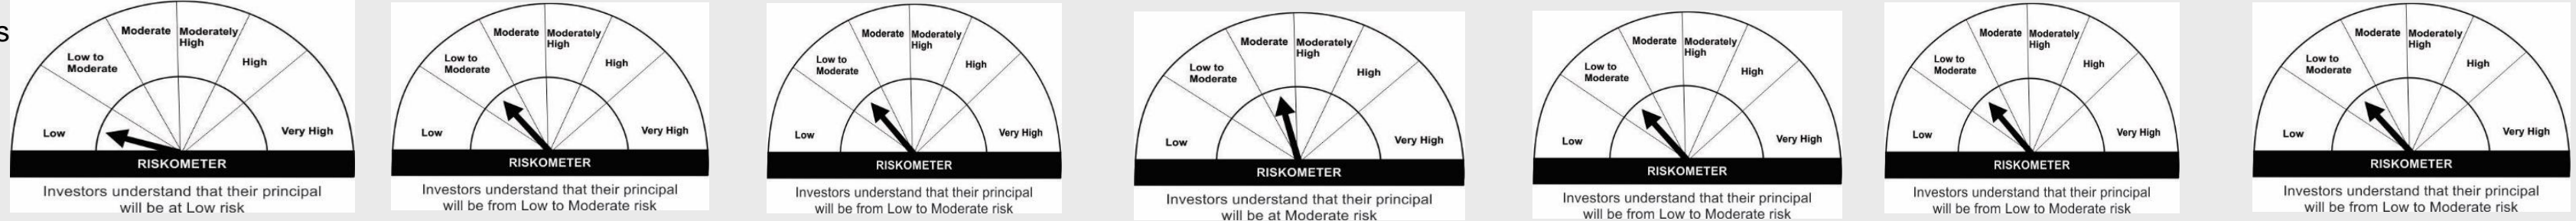 s
Moderate Moderately
High
Low to
Moderate
High
Low
Very High
RISKOMETER
Investors understand that their principal
will be at Low risk
Moderate Moderately
High
Low to
Moderate
High
Low
Very High
RISKOMETER
Investors understand that their principal
will be from Low to Moderate risk
Moderate Moderately
High
Low to
Moderate
High
Low
Very High
RISKOMETER
Investors understand that their principal
will be from Low to Moderate risk
Moderate Moderately
High
Low to
Moderate
High
Low
Very High
RISKOMETER
Investors understand that their principal
will be at Moderate risk
Moderate Moderately
High
Low to
Moderate
High
Low
Very High
RISKOMETER
Investors understand that their principal
will be from Low to Moderate risk
Moderate Moderately
High
Low to
Moderate
High
Low
Very High
RISKOMETER
Investors understand that their principal
will be from Low to Moderate risk
Moderate Moderately
High
Low to
Moderate
High
Low
Very High
RISKOMETER
Investors understand that their principal
will be from Low to Moderate risk